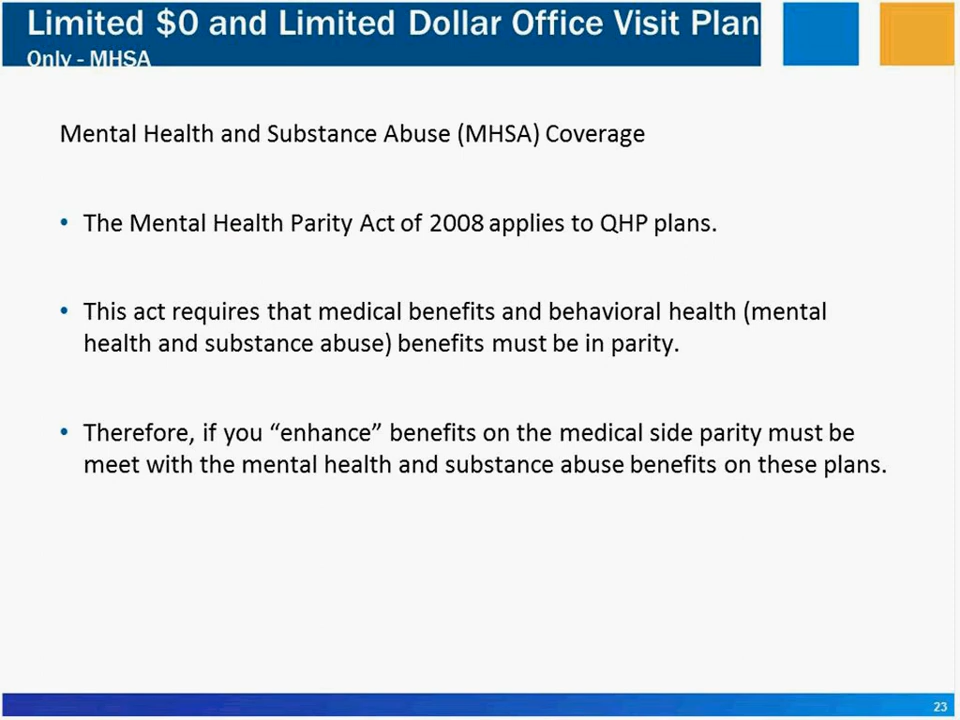 Limited $0 and Limited Dollar Office Visit Plan
Only - MHSA
Mental Health and Substance Abuse (MHSA) Coverage
• The Mental Health Parity Act of 2008 applies to QHP plans.
• This act requires that medical benefits and behavioral health (mental
health and substance abuse) benefits must be in parity.
• Therefore, if you “enhance” benefits on the medical side parity must be
meet with the mental health and substance abuse benefits on these plans.
23